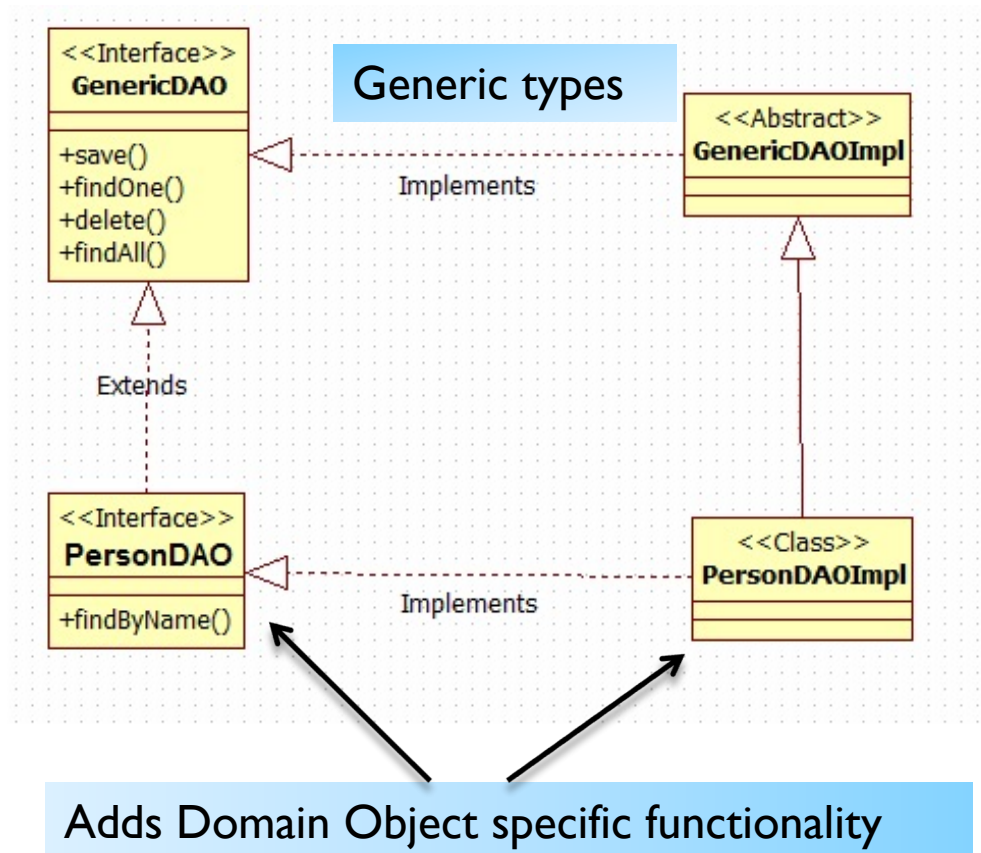 <<Interface>>
GenericDAO
+save()
+findOne()
+delete()
+findAll()
Generic types
<<Abstract>>
GenericDAOImpl
Implements
Extends
<<Interface>>
PersonDAO
+findByName()
<<Class>>
PersonDAOImpl
Implements
Adds Domain Object specific functionality